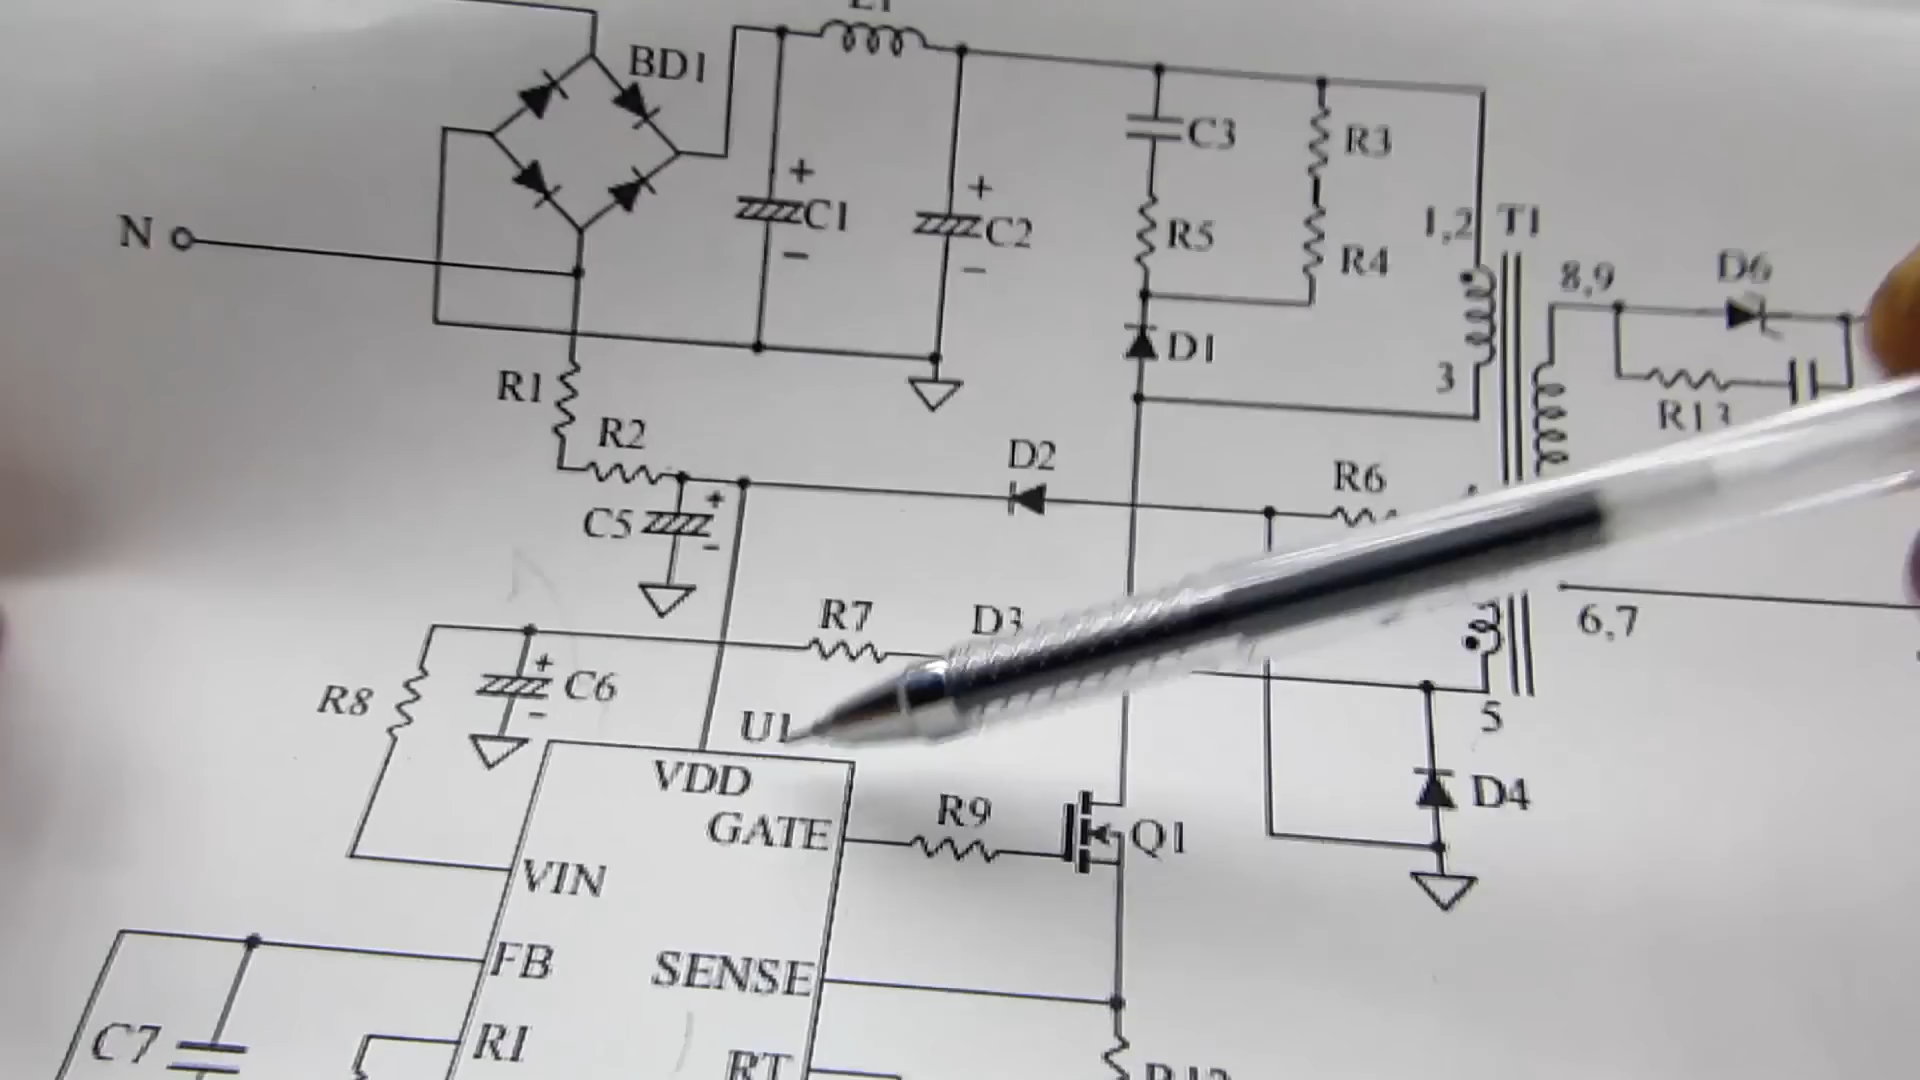 BD1
+
C1
-
+
C2
-
C3
R5
R3
R4
D1
1,2
T1
3
8,9
D6
R13
N
R1
R2
D2
R6
C5
+
-
R7
D3
6,7
R8
+
C6
-
U1
5
D4
VDD
GATE
R9
Q1
VIN
FB
SENSE
C7
RI
RT